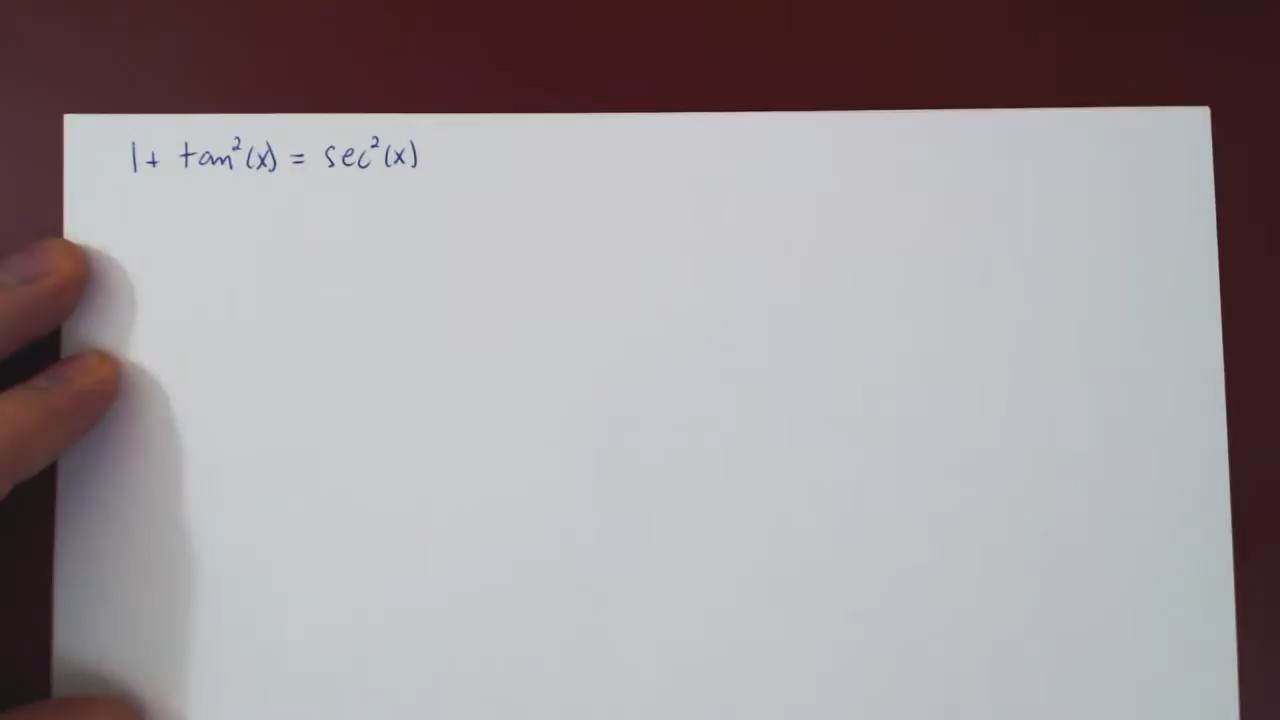 1 + tan²(x) = sec²(x)